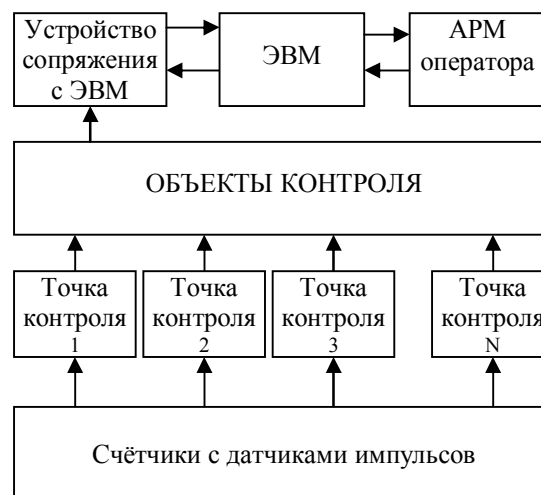 Устройство
сопряжения
с ЭВМ
ЭВМ
АРМ
оператора
ОБЪЕКТЫ КОНТРОЛЯ
Точка
контроля
1
Точка
контроля
2
Точка
контроля
3
Точка
контроля
N
Счётчики с датчиками импульсов